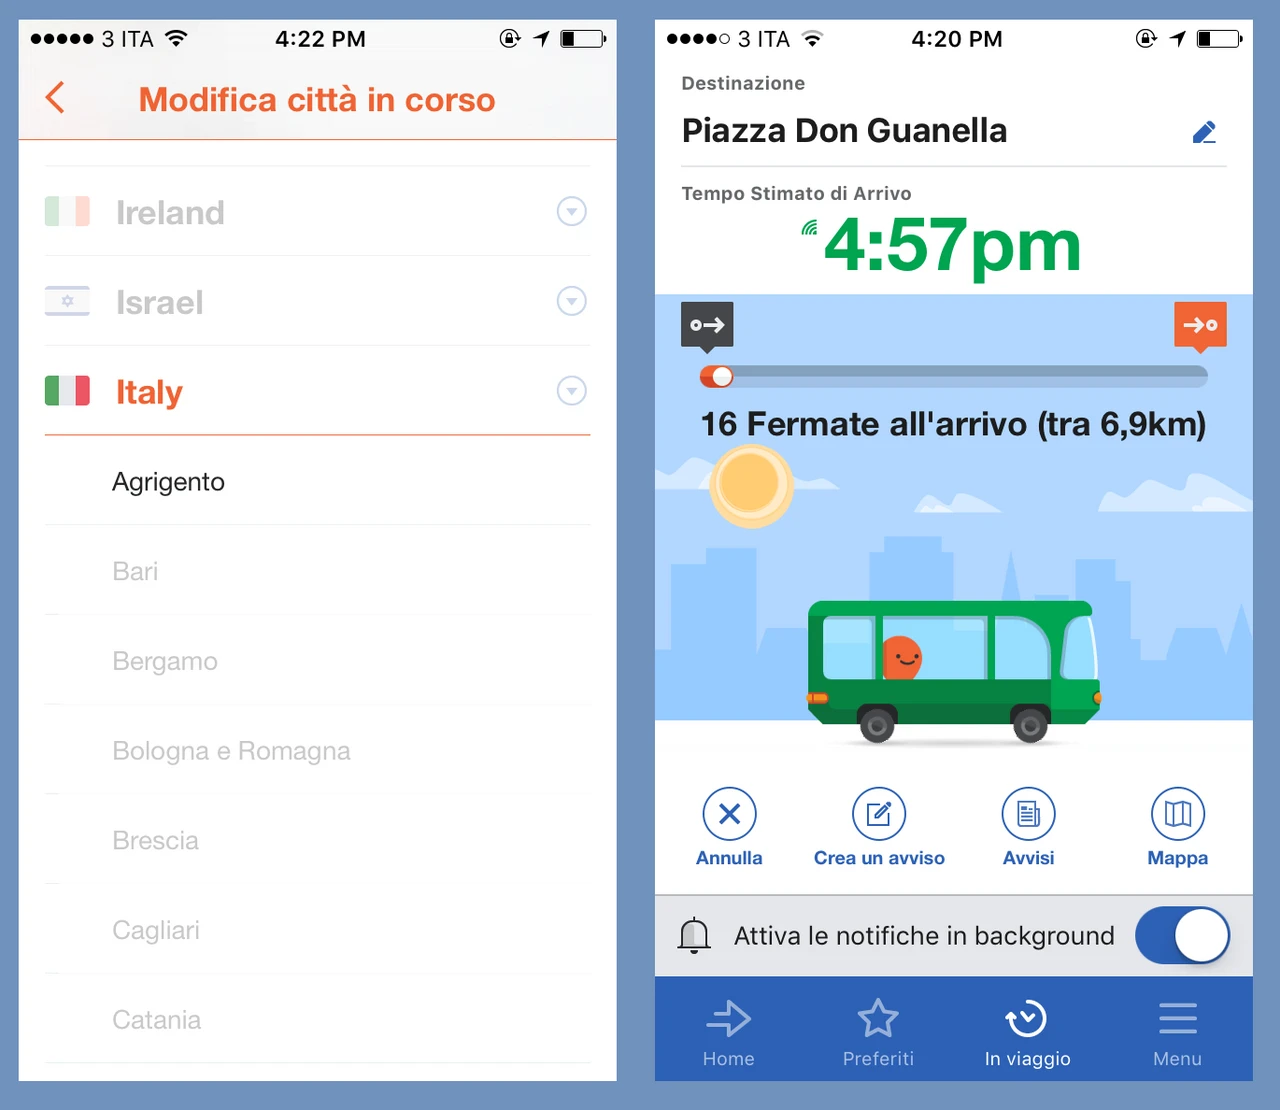 3 ITA
4:22 PM
Modifica città in corso
Ireland
Israel
Italy
Agrigento
Bari
Bergamo
Bologna e Romagna
Brescia
Cagliari
Catania
3 ITA
4:20 PM
Destinazione
Piazza Don Guanella
Tempo Stimato di Arrivo
4:57pm
16 Fermate all'arrivo (tra 6,9km)
Annulla
Crea un avviso
Avvisi
Mappa
Attiva le notifiche in background
Home
Preferiti
In viaggio
Menu